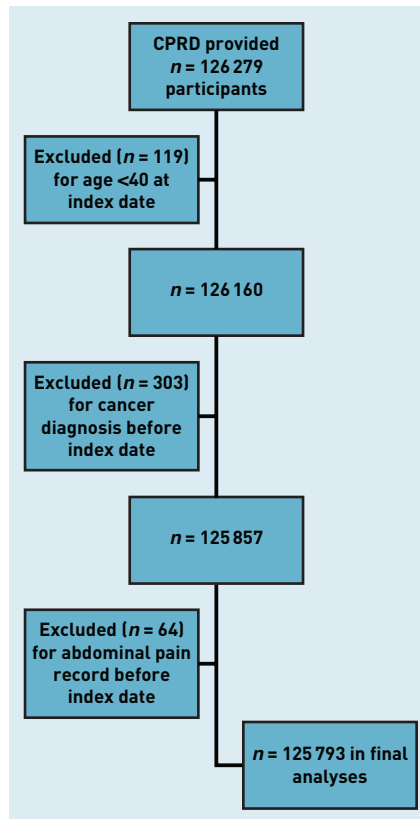 CPRD provided
n = 126 279
participants
Excluded (n = 119)
for age <40 at
index date
n = 126 160
Excluded (n = 303)
for cancer
diagnosis before
index date
n = 125 857
Excluded (n = 64)
for abdominal pain
record before
index date
n = 125 793 in final
analyses